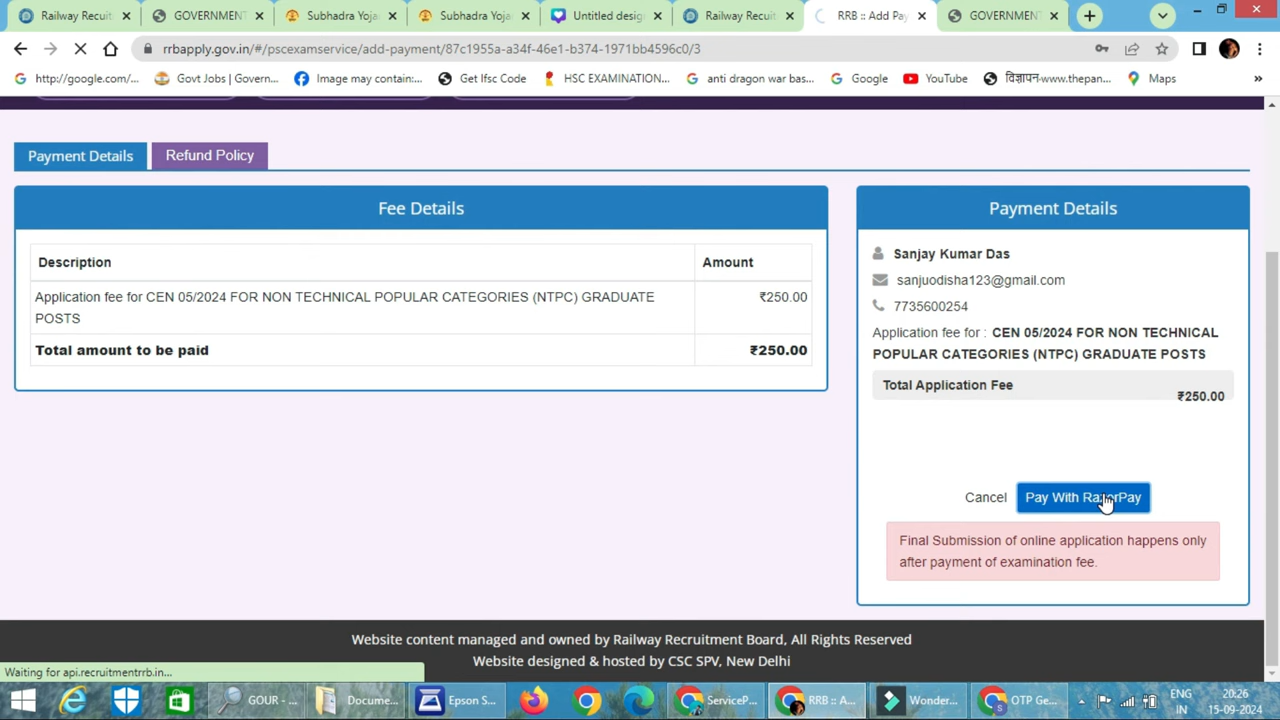 Railway Recruit
GOVERNMENT
Subhadra Yoja
Subhadra Yojan
Untitled desig
Railway Recruit
RRB :: Add Pay
GOVERNMENT
rrbapply.gov.in/#/pscexamservice/add-payment/87c1955a-a34f-46e1-b374-1971bb4596c0/3
http://google.com/...
Govt Jobs | Govern...
Image may contain:...
Get Ifsc Code
HSC EXAMINATION...
anti dragon war bas...
Google
YouTube
विज्ञापन-www.thepan...
Maps
»
Payment Details
Refund Policy
Fee Details
Description Amount
Application fee for CEN 05/2024 FOR NON TECHNICAL POPULAR CATEGORIES (NTPC) GRADUATE ₹250.00
POSTS
Total amount to be paid ₹250.00
Payment Details
Sanjay Kumar Das
sanjuodisha123@gmail.com
7735600254
Application fee for : CEN 05/2024 FOR NON TECHNICAL
POPULAR CATEGORIES (NTPC) GRADUATE POSTS
Total Application Fee
₹250.00
Cancel Pay With RazorPay
Final Submission of online application happens only
after payment of examination fee.
Website content managed and owned by Railway Recruitment Board, All Rights Reserved
Website designed & hosted by CSC SPV, New Delhi
Waiting for api.recruitmentrrb.in...
GOUR - ...
Docume...
Epson S...
ServiceP...
RRB :: A...
Wonder...
OTP Ge...
ENG
IN
20:26
15-09-2024